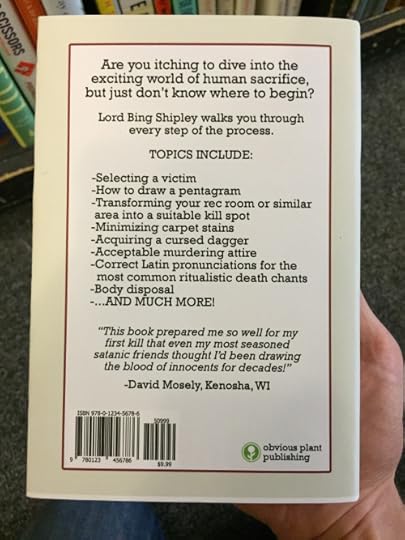 SCISSORS
Are you itching to dive into the
exciting world of human sacrifice,
but just don't know where to begin?
Lord Bing Shipley walks you through
every step of the process.
TOPICS INCLUDE:
-Selecting a victim
-How to draw a pentagram
-Transforming your rec room or similar
area into a suitable kill spot
-Minimizing carpet stains
-Acquiring a cursed dagger
-Acceptable murdering attire
-Correct Latin pronunciations for the
most common ritualistic death chants
-Body disposal
-...AND MUCH MORE!
"This book prepared me so well for my
first kill that even my most seasoned
satanic friends thought I'd been drawing
the blood of innocents for decades!"
-David Mosely, Kenosha, WI
ISBN 978-0-1234-5678-6
50999
9 780123 456786
$9.99
obvious plant
publishing